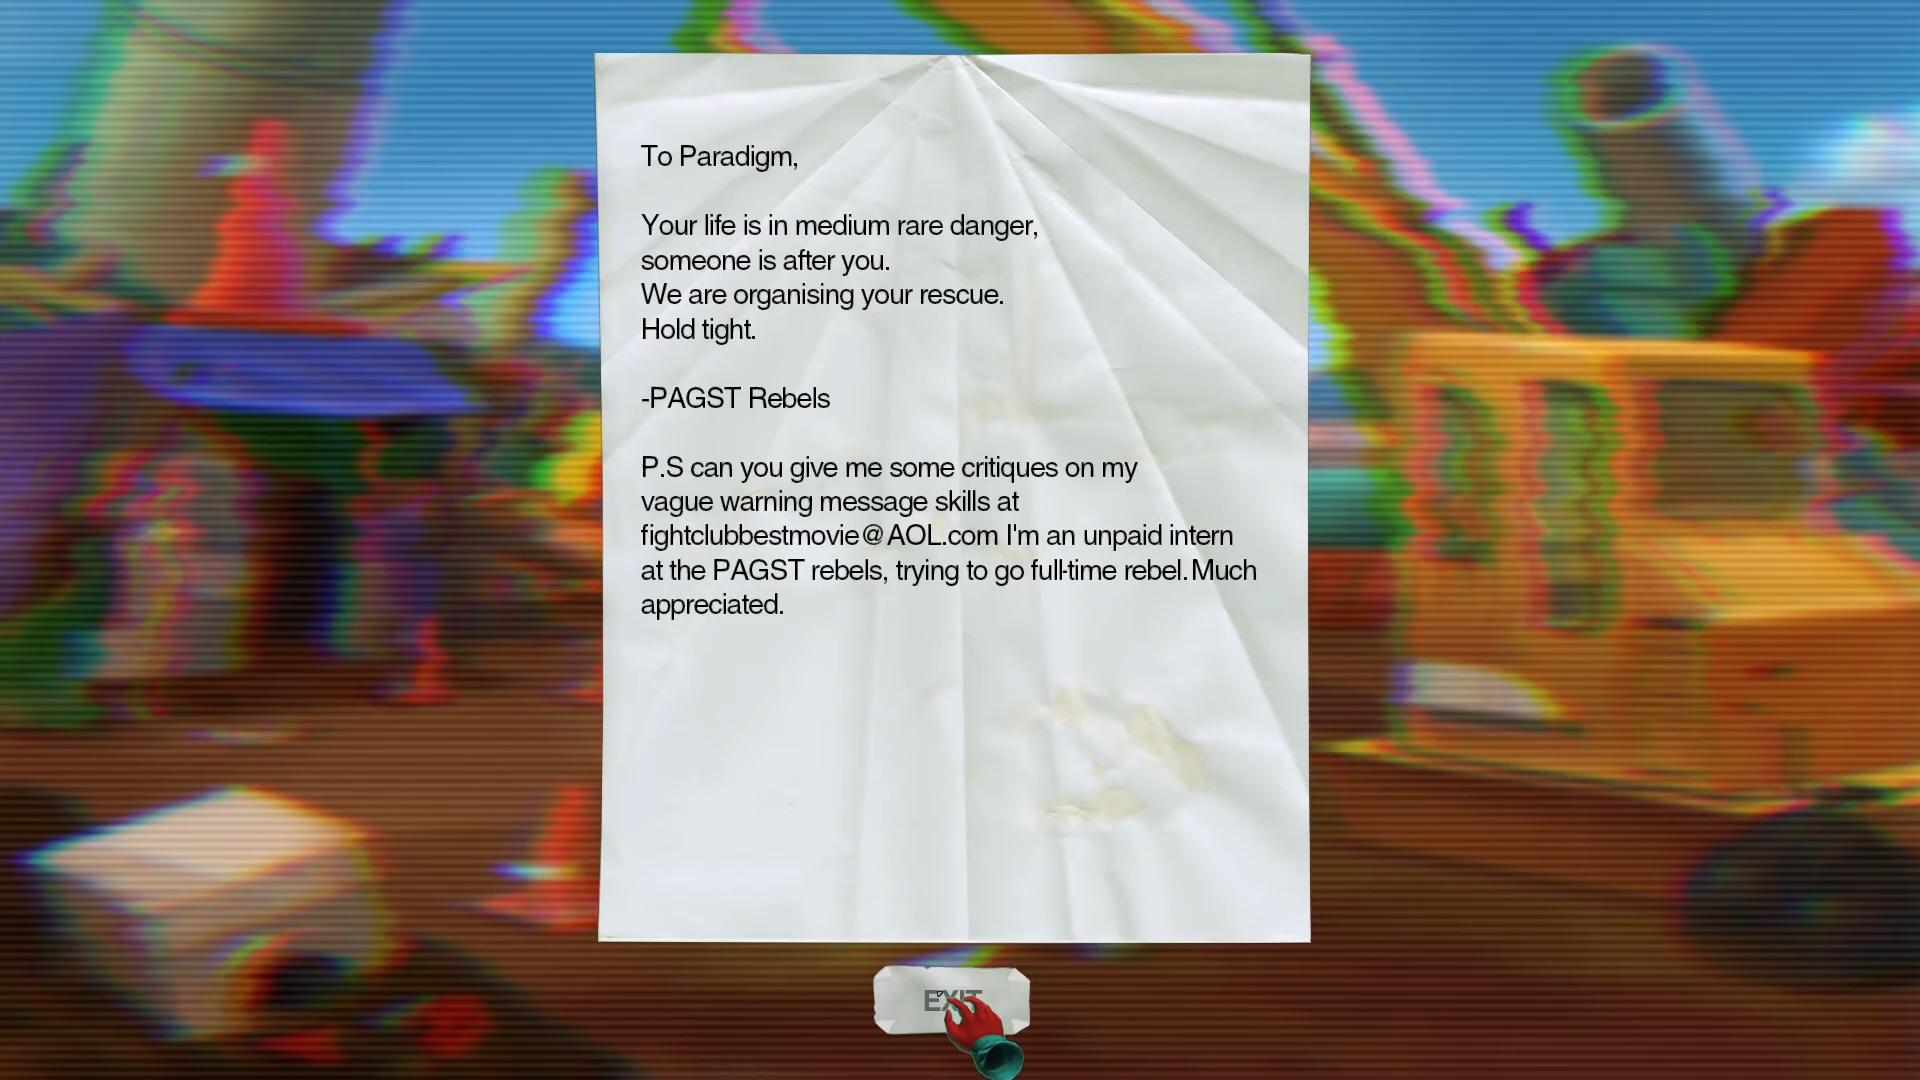 To Paradigm,
Your life is in medium rare danger,
someone is after you.
We are organising your rescue.
Hold tight.
-PAGST Rebels
P.S can you give me some critiques on my
vague warning message skills at
fightclubbestmovie@AOL.com I'm an unpaid intern
at the PAGST rebels, trying to go full-time rebel.Much
appreciated.
EXIT